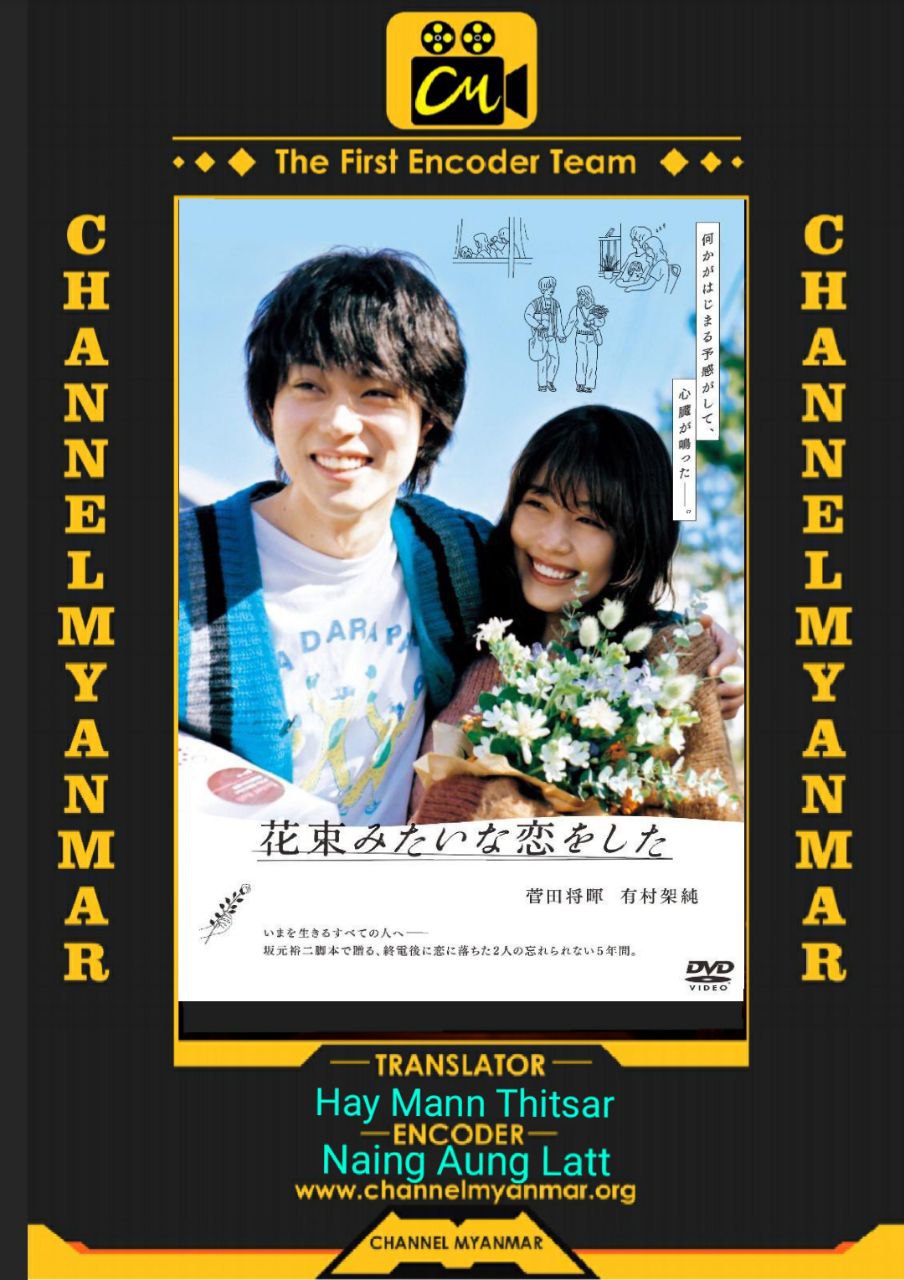 CM
The First Encoder Team
CHANNELMYANMAR
CHANNELMYANMAR
何かがはじまる予感がして、
心臓が鳴った——。
A DARA PA
花束みたいな恋をした
菅田将暉 有村架純
いまを生きるすべての人へ——
坂元裕二脚本で贈る、終電後に恋に落ちた2人の忘れられない5年間。
DVD
VIDEO
TRANSLATOR
Hay Mann Thitsar
ENCODER
Naing Aung Latt
www.channelmyanmar.org
CHANNEL MYANMAR